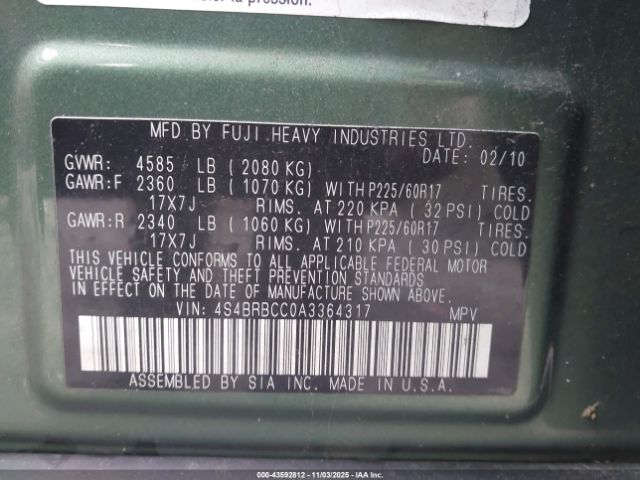 la pression.
MFD BY FUJI HEAVY INDUSTRIES LTD.
DATE: 02/10
GVWR: 4585 LB ( 2080 KG)
GAWR:F 2360 LB ( 1070 KG) WITH P225/60R17 TIRES.
17X7J RIMS. AT 220 KPA ( 32 PSI) COLD
GAWR:R 2340 LB ( 1060 KG) WITH P225/60R17 TIRES.
17X7J RIMS. AT 210 KPA ( 30 PSI) COLD
THIS VEHICLE CONFORMS TO ALL APPLICABLE FEDERAL MOTOR
VEHICLE SAFETY AND THEFT PREVENTION STANDARDS
IN EFFECT ON THE DATE OF MANUFACTURE SHOWN ABOVE.
VIN: 4S4BRBCC0A3364317 MPV
ASSEMBLED BY SIA INC. MADE IN U.S.A.
000-43592812 - 11/03/2025 - IAAI.CA